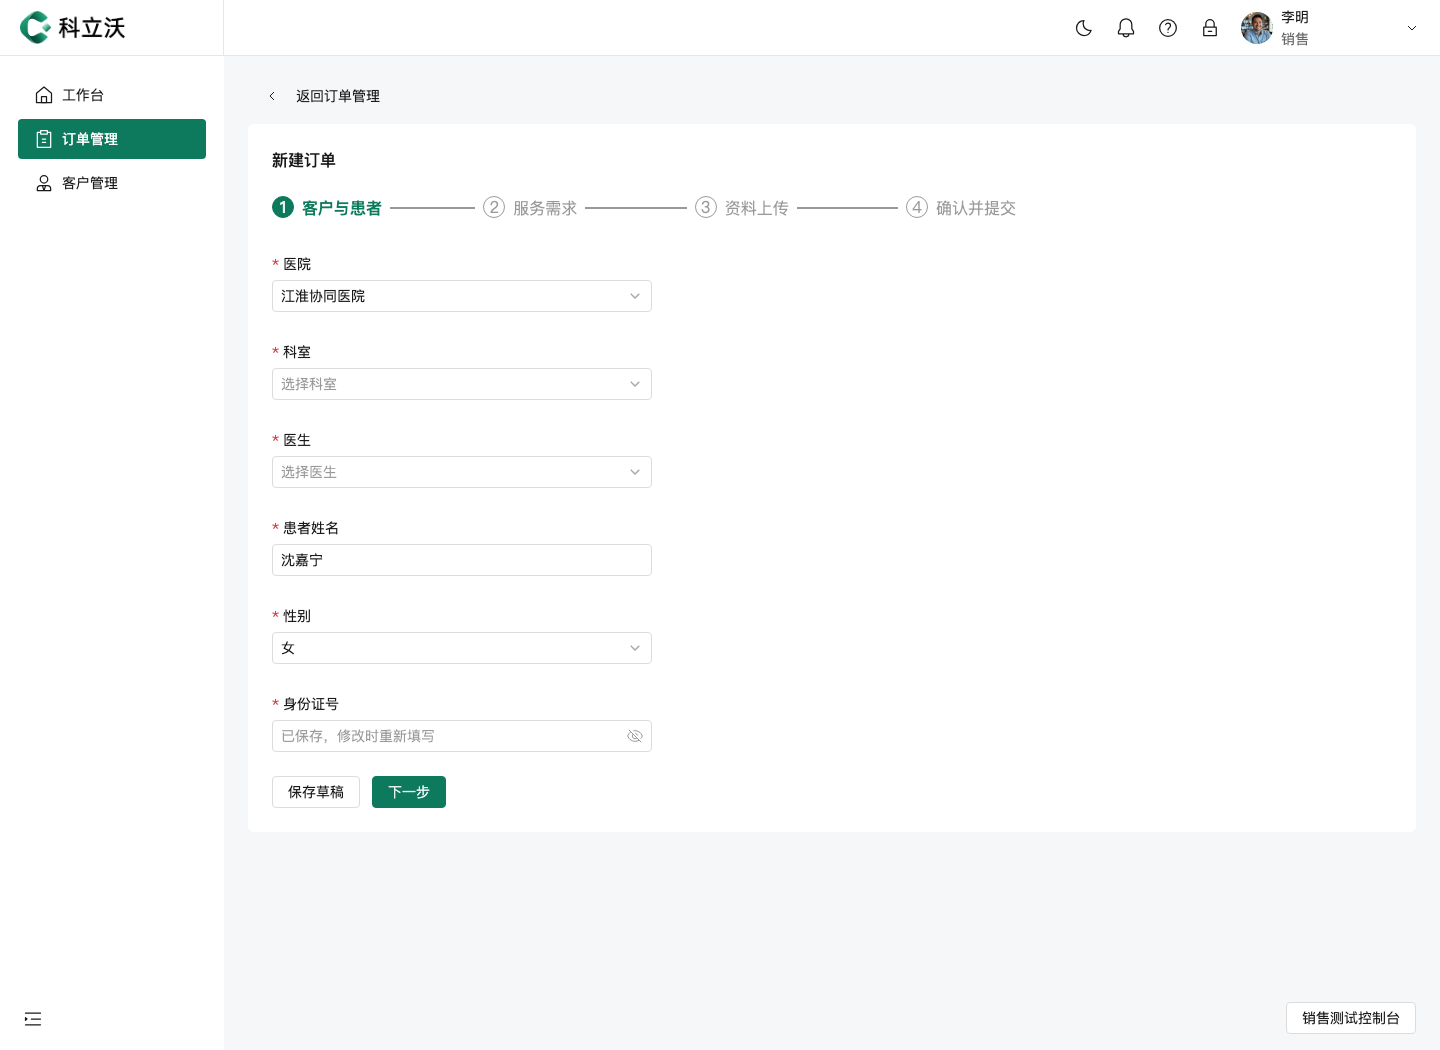 科立沃
李明
销售
工作台
订单管理
客户管理
返回订单管理
新建订单
1 客户与患者
2 服务需求
3 资料上传
4 确认并提交
* 医院
江淮协同医院
* 科室
选择科室
* 医生
选择医生
* 患者姓名
沈嘉宁
* 性别
女
* 身份证号
已保存，修改时重新填写
保存草稿
下一步
销售测试控制台